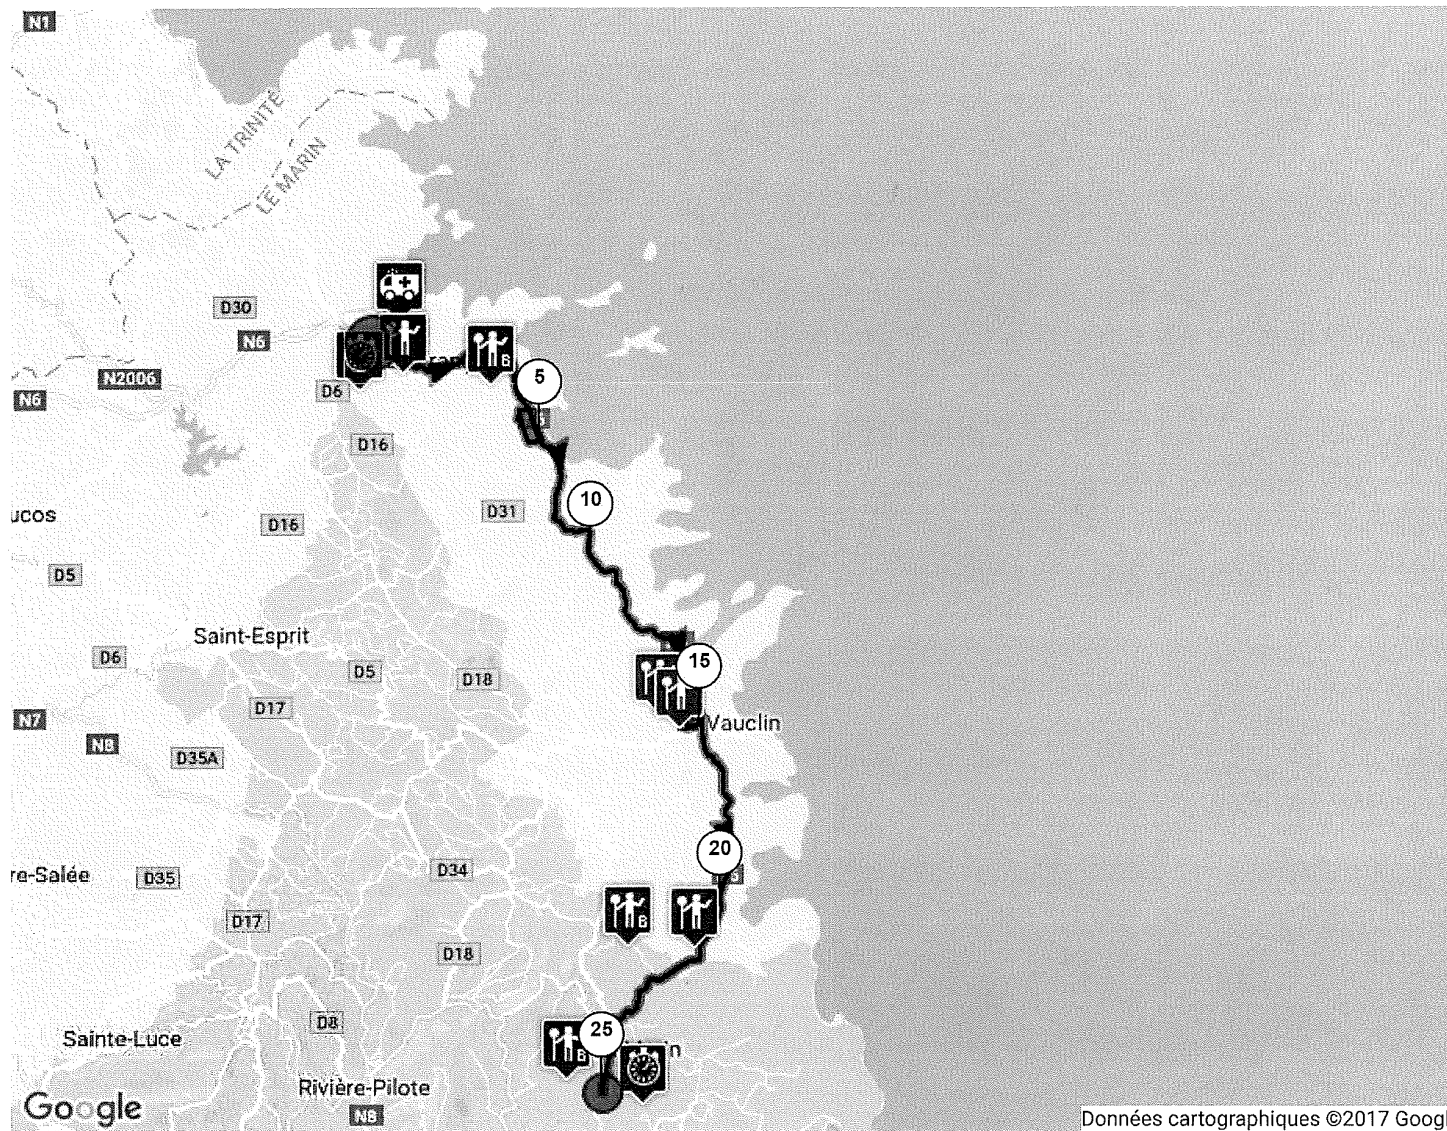 N1
LA TRINITÉ
LE MARIN
D30
N6
N2006
B
D6
5
N6
D16
10
D31
ucos
D16
D5
Saint-Esprit
15
D6
D5
D18
D17
N7
Vauclin
N8
D35A
20
D34
re-Salée
D35
B
D17
D18
D8
25
Sainte-Luce
B
n
Rivière-Pilote
Google
N8
Données cartographiques ©2017 Googl